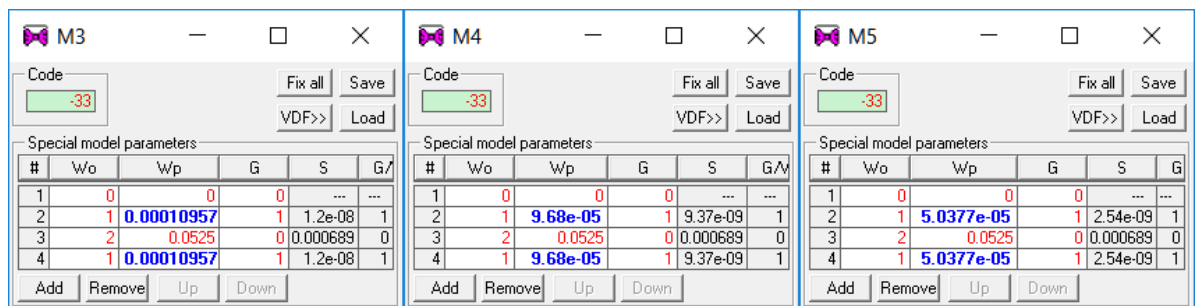 M3 M4 M5
Code Code Code
Fix all Save Fix all Save Fix all Save
-33 -33 -33
VDF>> Load VDF>> Load VDF>> Load
Special model parameters Special model parameters Special model parameters
# Wo Wp G S G/ # Wo Wp G S G/ # Wo Wp G S G
1 0 0 0 --- --- 1 0 0 0 --- --- 1 0 0 0 --- ---
2 1 0.00010957 1 1.2e-08 1 2 1 9.68e-05 1 9.37e-09 1 2 1 5.0377e-05 1 2.54e-09 1
3 2 0.0525 0 0.000689 0 3 2 0.0525 0 0.000689 0 3 2 0.0525 0 0.000689 0
4 1 0.00010957 1 1.2e-08 1 4 1 9.68e-05 1 9.37e-09 1 4 1 5.0377e-05 1 2.54e-09 1
Add Remove Up Down Add Remove Up Down Add Remove Up Down